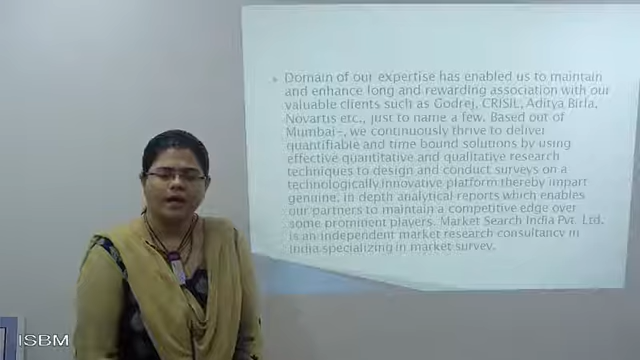 Domain of our expertise has enabled us to maintain
and enhance long and rewarding association with our
valuable clients such as Godrej, CRISIL, Aditya Birla,
Novartis etc., just to name a few. Based out of
Mumbai-, we continuously thrive to deliver
quantifiable and time bound solutions by using
effective quantitative and qualitative research
techniques to design and conduct surveys on a
technologically innovative platform thereby impart
genuine, in depth analytical reports which enables
our partners to maintain a competitive edge over
some prominent players. Market Search India Pvt. Ltd.
is an independent market research consultancy in
India specializing in market survey.
ISBM